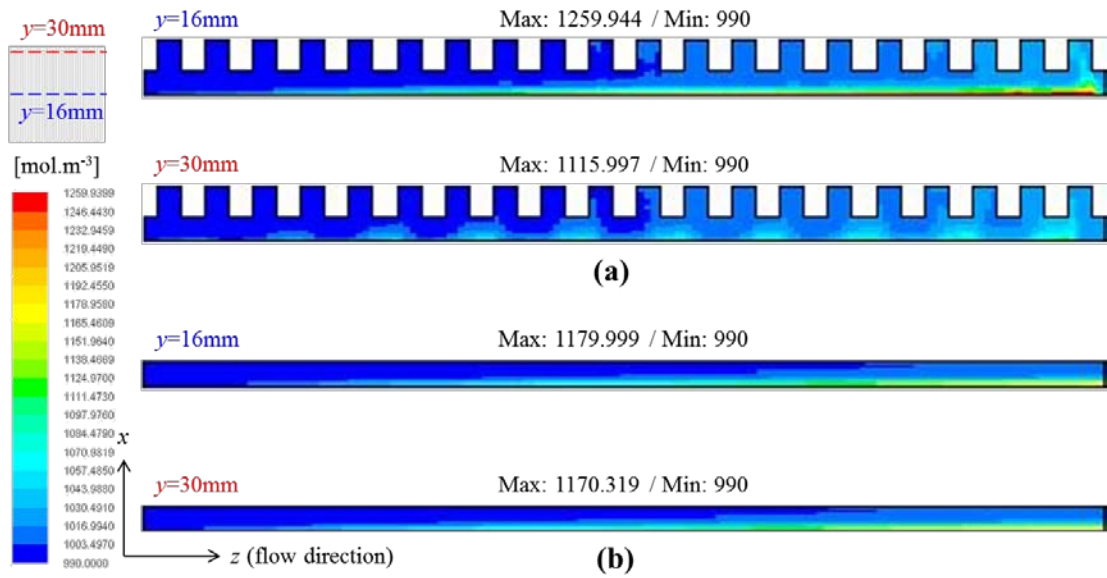 y=30mm
y=16mm
[mol.m-3]
1259.9399
1246.4430
1232.9459
1219.4490
1205.9519
1192.4550
1178.9580
1165.4609
1151.9640
1138.4669
1124.9700
1111.4730
1097.9760
1084.4790
1070.9819
1057.4850
1043.9880
1030.4910
1016.9940
1003.4970
990.0000
y=16mm Max: 1259.944 / Min: 990
y=30mm Max: 1115.997 / Min: 990
(a)
y=16mm Max: 1179.999 / Min: 990
y=30mm Max: 1170.319 / Min: 990
x
z (flow direction)
(b)